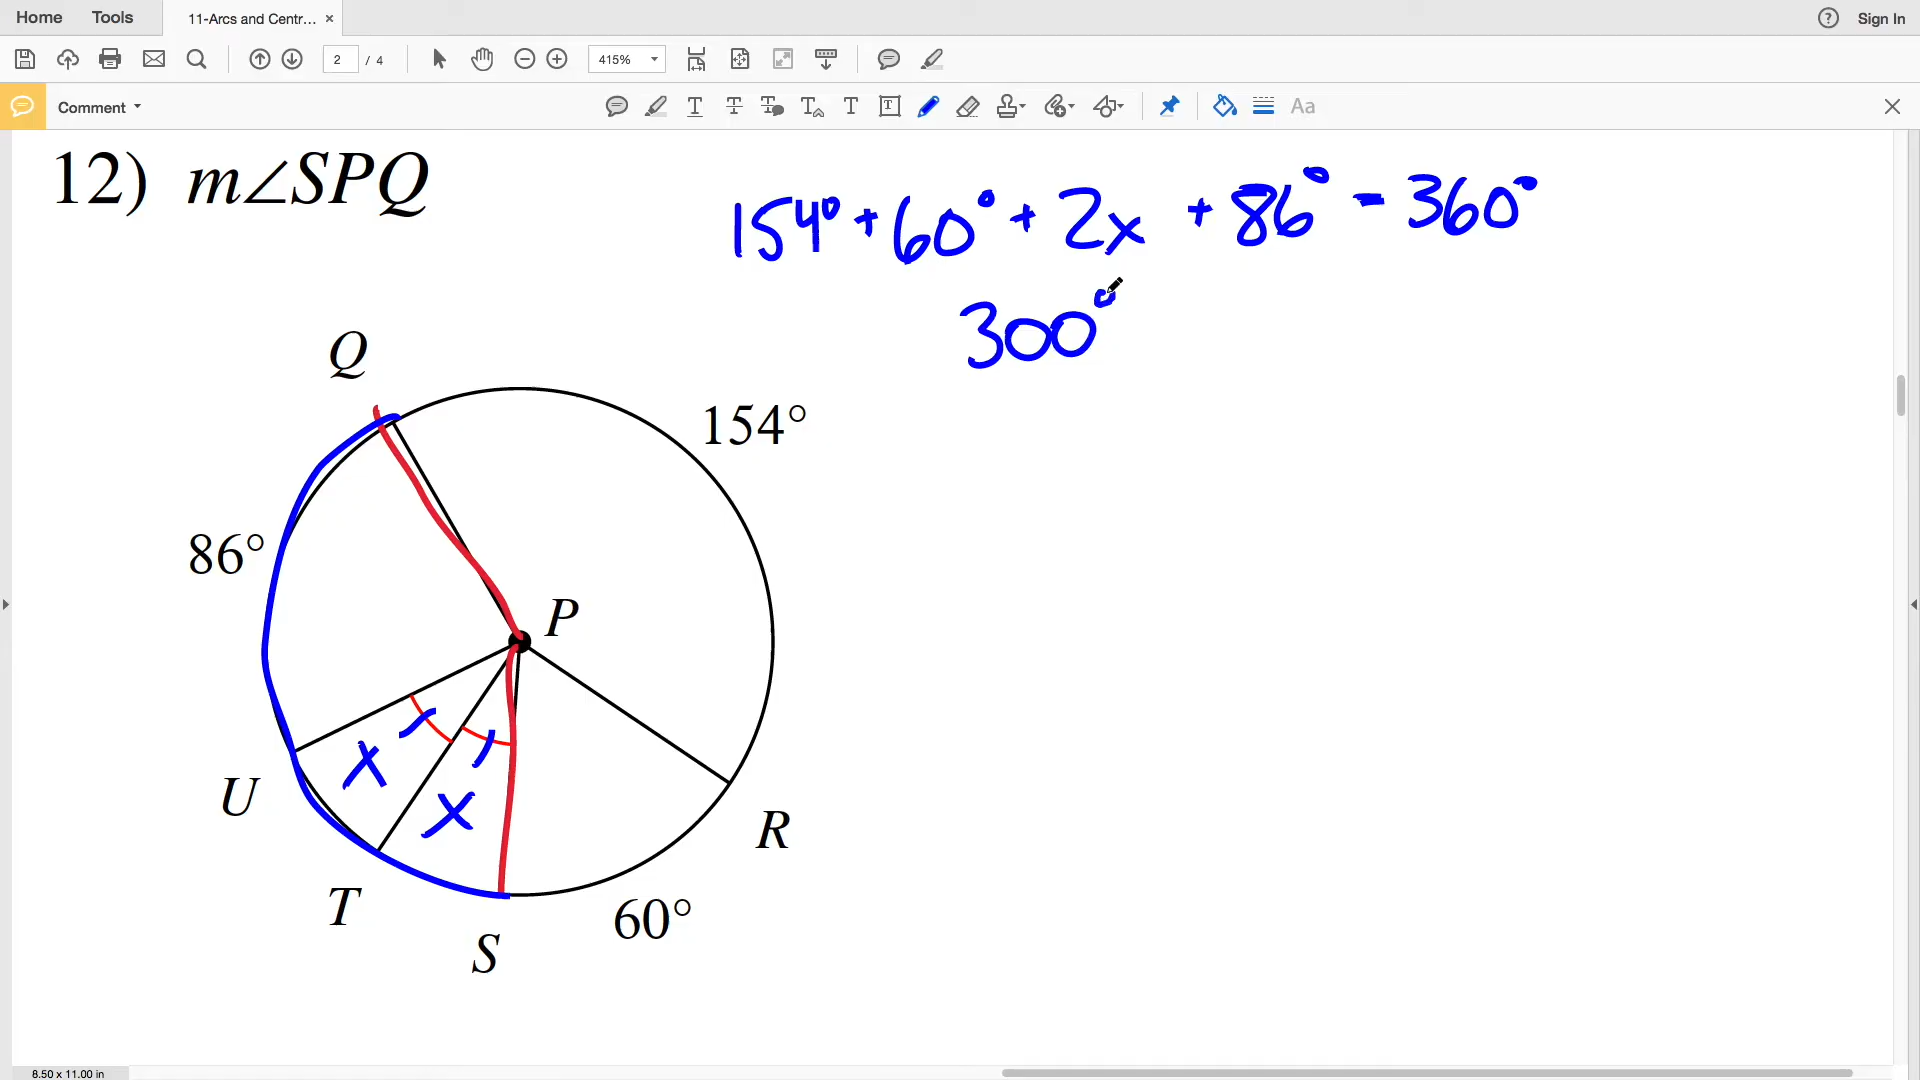 Home Tools 11-Arcs and Centr... × ? Sign In
2 / 4 415%
Comment T T T T T T Aa
12) m∠SPQ
154° + 60° + 2x + 86° = 360°
300°
Q
154°
86°
P
x
x
U
R
T
60°
S
8.50 x 11.00 in